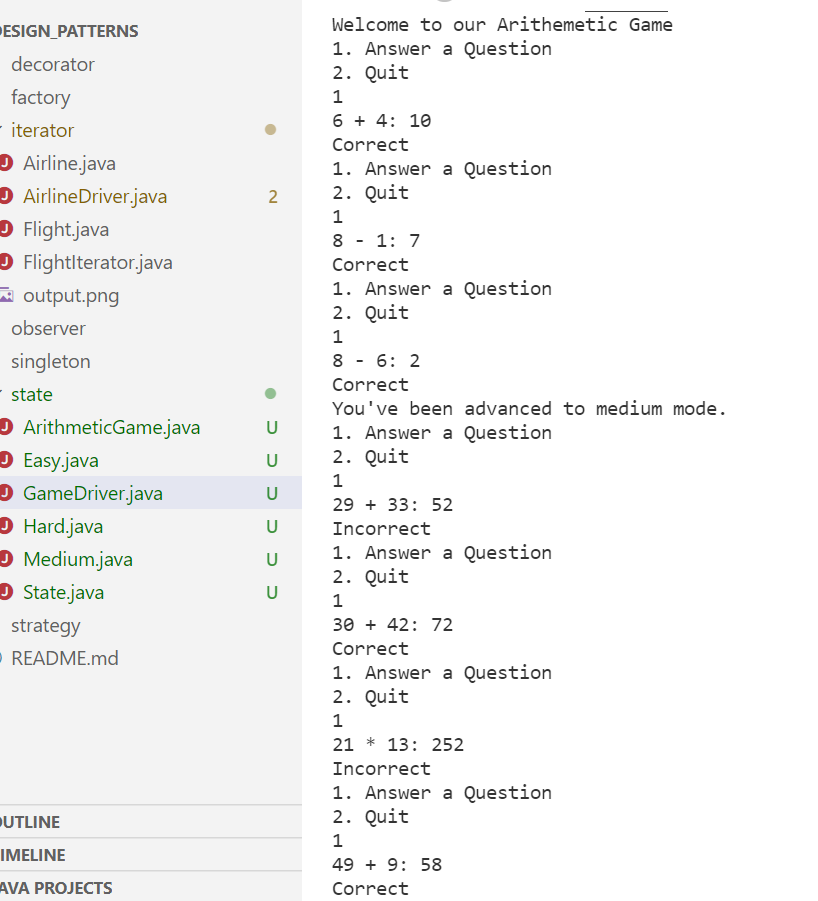 DESIGN_PATTERNS
decorator
factory
iterator
J Airline.java
J AirlineDriver.java 2
J Flight.java
J FlightIterator.java
output.png
observer
singleton
state
J ArithmeticGame.java U
J Easy.java U
J GameDriver.java U
J Hard.java U
J Medium.java U
J State.java U
strategy
README.md
OUTLINE
TIMELINE
JAVA PROJECTS
Welcome to our Arithemetic Game
1. Answer a Question
2. Quit
1
6 + 4: 10
Correct
1. Answer a Question
2. Quit
1
8 - 1: 7
Correct
1. Answer a Question
2. Quit
1
8 - 6: 2
Correct
You've been advanced to medium mode.
1. Answer a Question
2. Quit
1
29 + 33: 52
Incorrect
1. Answer a Question
2. Quit
1
30 + 42: 72
Correct
1. Answer a Question
2. Quit
1
21 * 13: 252
Incorrect
1. Answer a Question
2. Quit
1
49 + 9: 58
Correct